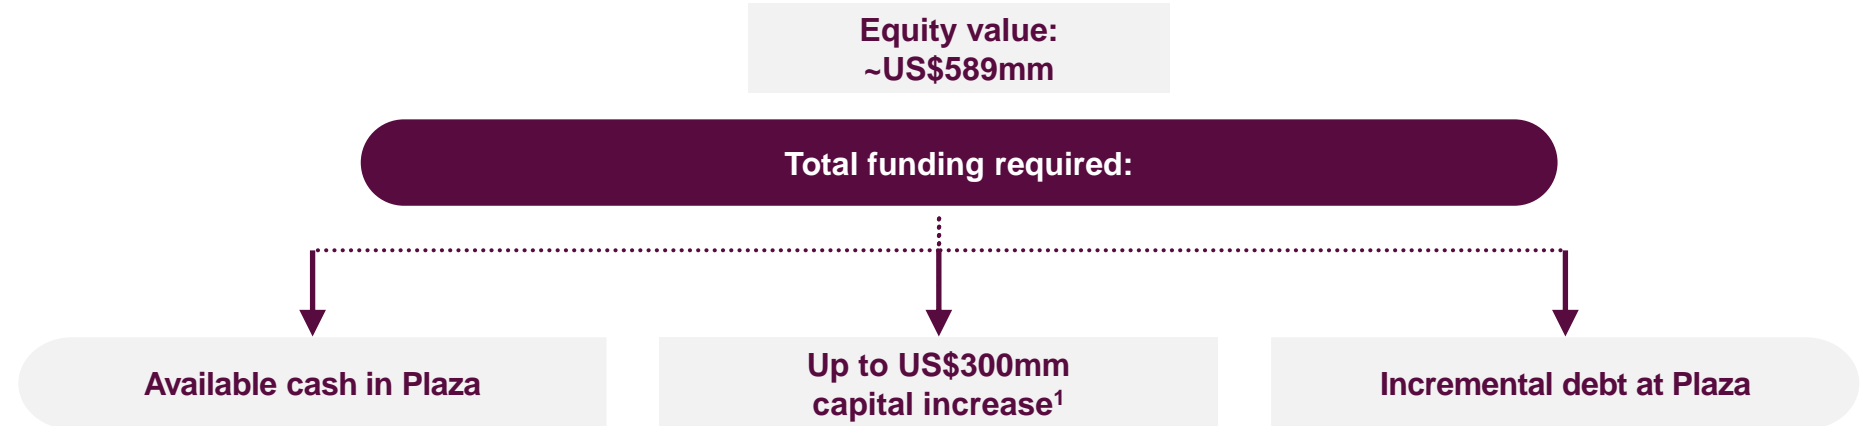 Equity value:
~US$589mm
Total funding required:
Available cash in Plaza
Up to US$300mm
capital increase¹
Incremental debt at Plaza